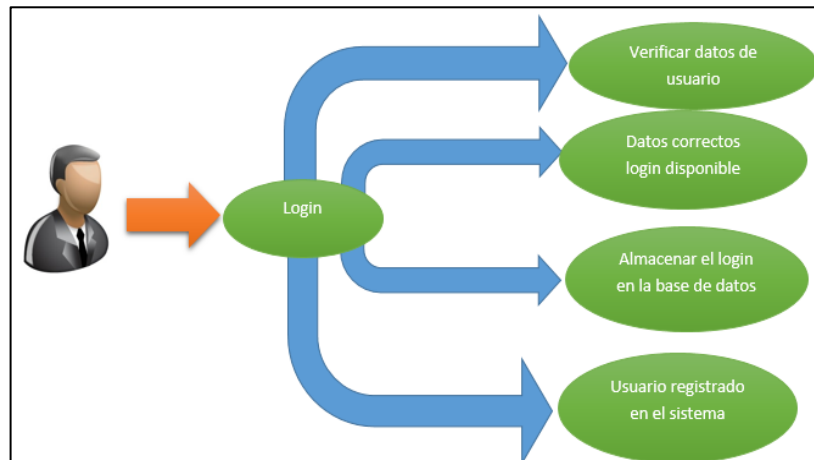 Verificar datos de
usuario
Datos correctos
login disponible
Login
Almacenar el login
en la base de datos
Usuario registrado
en el sistema